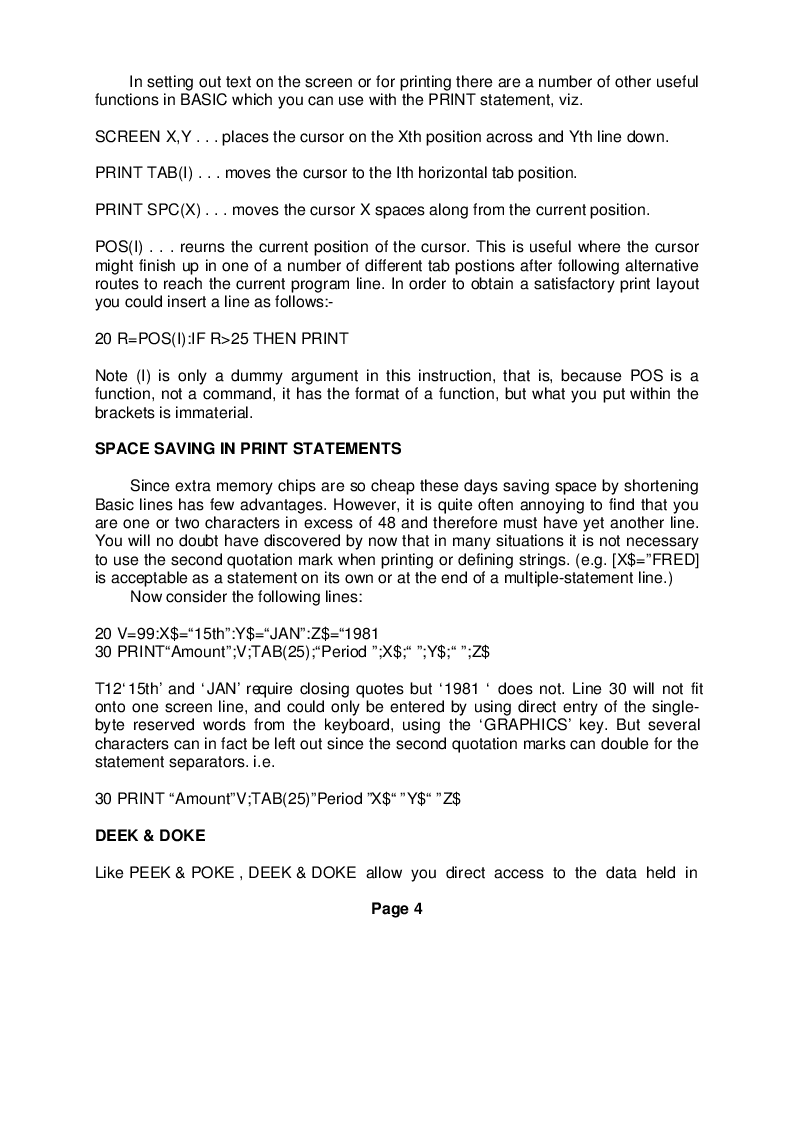 In setting out text on the screen or for printing there are a number of other useful
functions in BASIC which you can use with the PRINT statement, viz.
SCREEN X,Y . . . places the cursor on the Xth position across and Yth line down.
PRINT TAB(I) . . . moves the cursor to the Ith horizontal tab position.
PRINT SPC(X) . . . moves the cursor X spaces along from the current position.
POS(I) . . . reurns the current position of the cursor. This is useful where the cursor
might finish up in one of a number of different tab postions after following alternative
routes to reach the current program line. In order to obtain a satisfactory print layout
you could insert a line as follows:-
20 R=POS(I):IF R>25 THEN PRINT
Note (I) is only a dummy argument in this instruction, that is, because POS is a
function, not a command, it has the format of a function, but what you put within the
brackets is immaterial.
SPACE SAVING IN PRINT STATEMENTS
Since extra memory chips are so cheap these days saving space by shortening
Basic lines has few advantages. However, it is quite often annoying to find that you
are one or two characters in excess of 48 and therefore must have yet another line.
You will no doubt have discovered by now that in many situations it is not necessary
to use the second quotation mark when printing or defining strings. (e.g. [X$=”FRED]
is acceptable as a statement on its own or at the end of a multiple-statement line.)
Now consider the following lines:
20 V=99:X$=“15th”:Y$=“JAN”:Z$=“1981
30 PRINT“Amount”;V;TAB(25);“Period ”;X$;“ ”;Y$;“ ”;Z$
T12‘15th’ and ‘JAN’ require closing quotes but ‘1981 ‘ does not. Line 30 will not fit
onto one screen line, and could only be entered by using direct entry of the single-
byte reserved words from the keyboard, using the ‘GRAPHICS’ key. But several
characters can in fact be left out since the second quotation marks can double for the
statement separators. i.e.
30 PRINT “Amount”V;TAB(25)”Period ”X$“ ”Y$“ ”Z$
DEEK & DOKE
Like PEEK & POKE , DEEK & DOKE allow you direct access to the data held in
Page 4